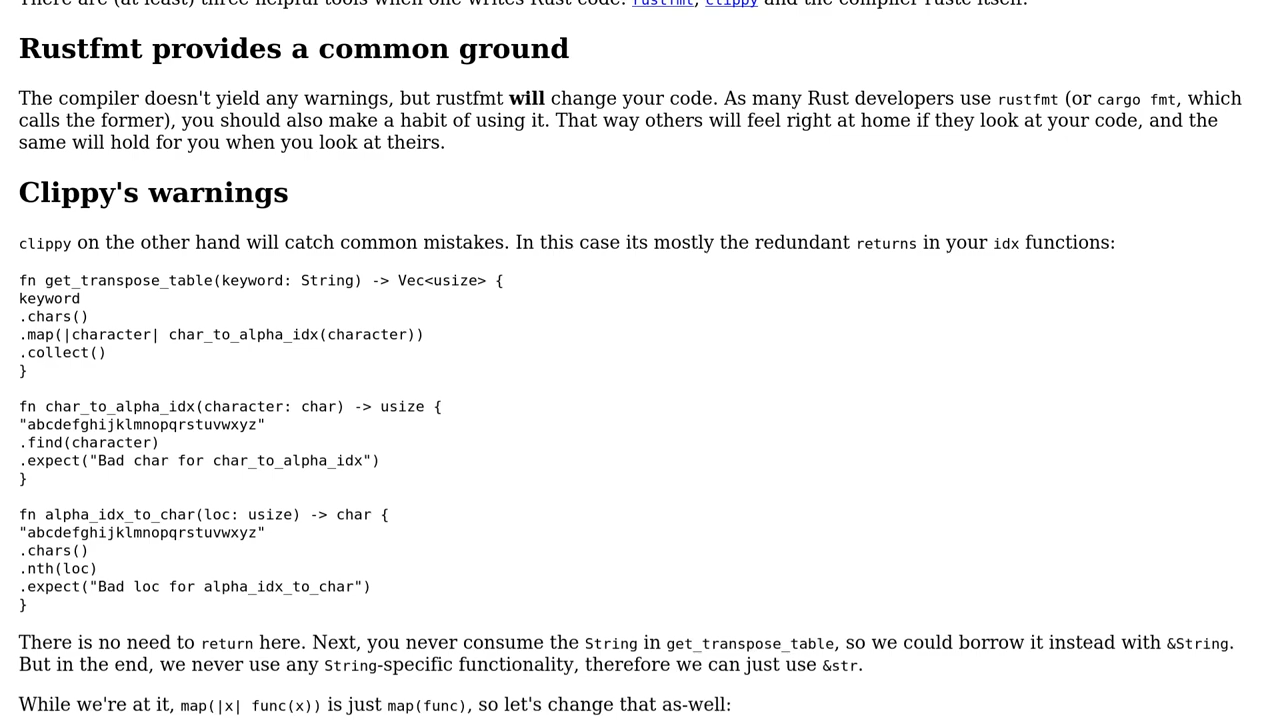 There are (at least) three helpful tools when one writes Rust code: rustfmt, clippy and the compiler rustc itself.
Rustfmt provides a common ground
The compiler doesn't yield any warnings, but rustfmt will change your code. As many Rust developers use rustfmt (or cargo fmt, which
calls the former), you should also make a habit of using it. That way others will feel right at home if they look at your code, and the
same will hold for you when you look at theirs.
Clippy's warnings
clippy on the other hand will catch common mistakes. In this case its mostly the redundant returns in your idx functions:
fn get_transpose_table(keyword: String) -> Vec<usize> {
keyword
.chars()
.map(|character| char_to_alpha_idx(character))
.collect()
}
fn char_to_alpha_idx(character: char) -> usize {
"abcdefghijklmnopqrstuvwxyz"
.find(character)
.expect("Bad char for char_to_alpha_idx")
}
fn alpha_idx_to_char(loc: usize) -> char {
"abcdefghijklmnopqrstuvwxyz"
.chars()
.nth(loc)
.expect("Bad loc for alpha_idx_to_char")
}
There is no need to return here. Next, you never consume the String in get_transpose_table, so we could borrow it instead with &String.
But in the end, we never use any String-specific functionality, therefore we can just use &str.
While we're at it, map(|x| func(x)) is just map(func), so let's change that as-well: